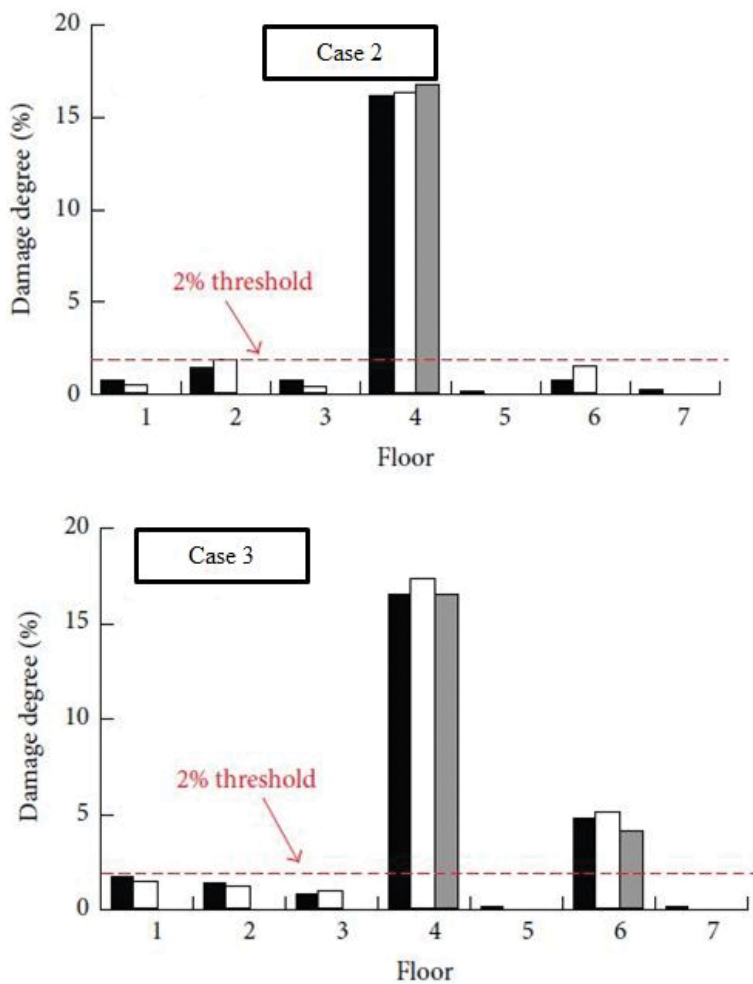 Case 2
Damage degree (%)
20
15
10
5
0
2% threshold
1 2 3 4 5 6 7
Floor
Case 3
Damage degree (%)
20
15
10
5
0
2% threshold
1 2 3 4 5 6 7
Floor